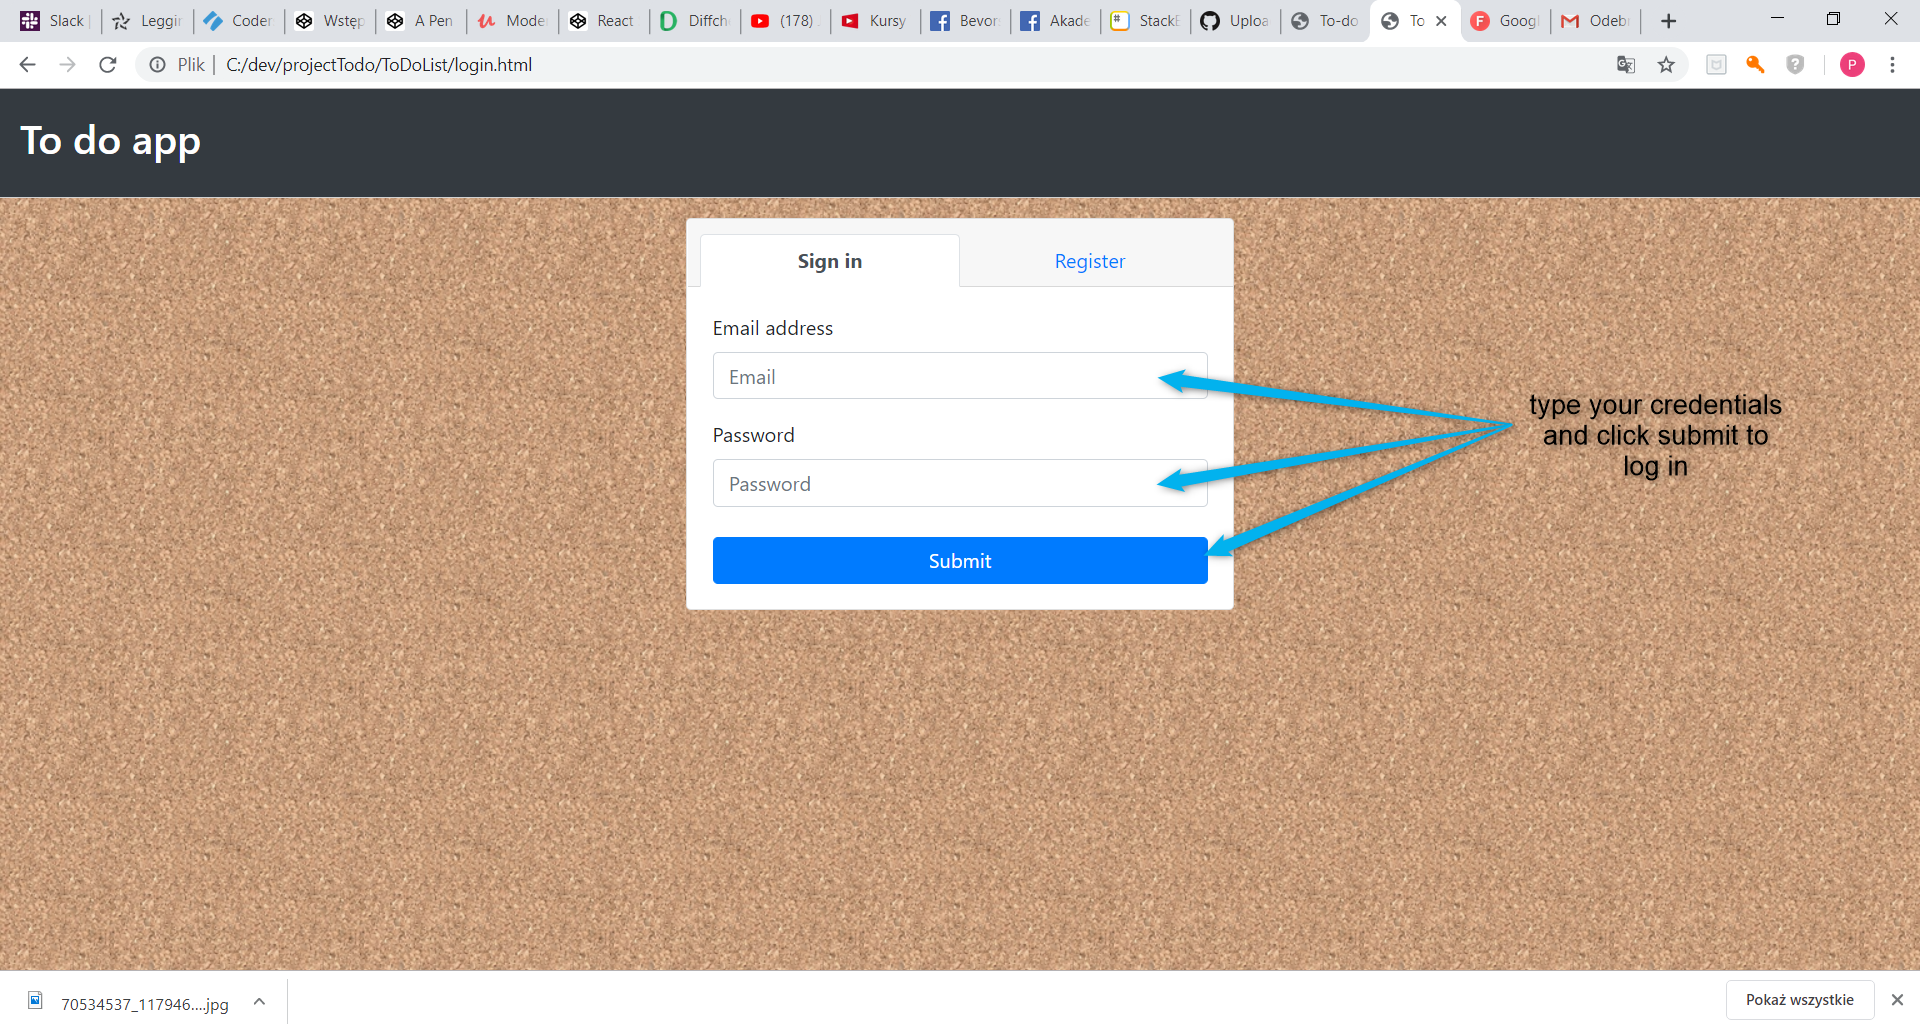 Slack
Leggir
Coder
Wstęp
A Pen
Mode
React
Diffch
(178)
Kursy
Bevor
Akade
StackE
Uploa
To-do
To
Googl
Odeb
Plik
C:/dev/projectTodo/ToDoList/login.html
P
To do app
Sign in
Register
Email address
Email
Password
Password
Submit
type your credentials
and click submit to
log in
70534537_117946....jpg
Pokaż wszystkie